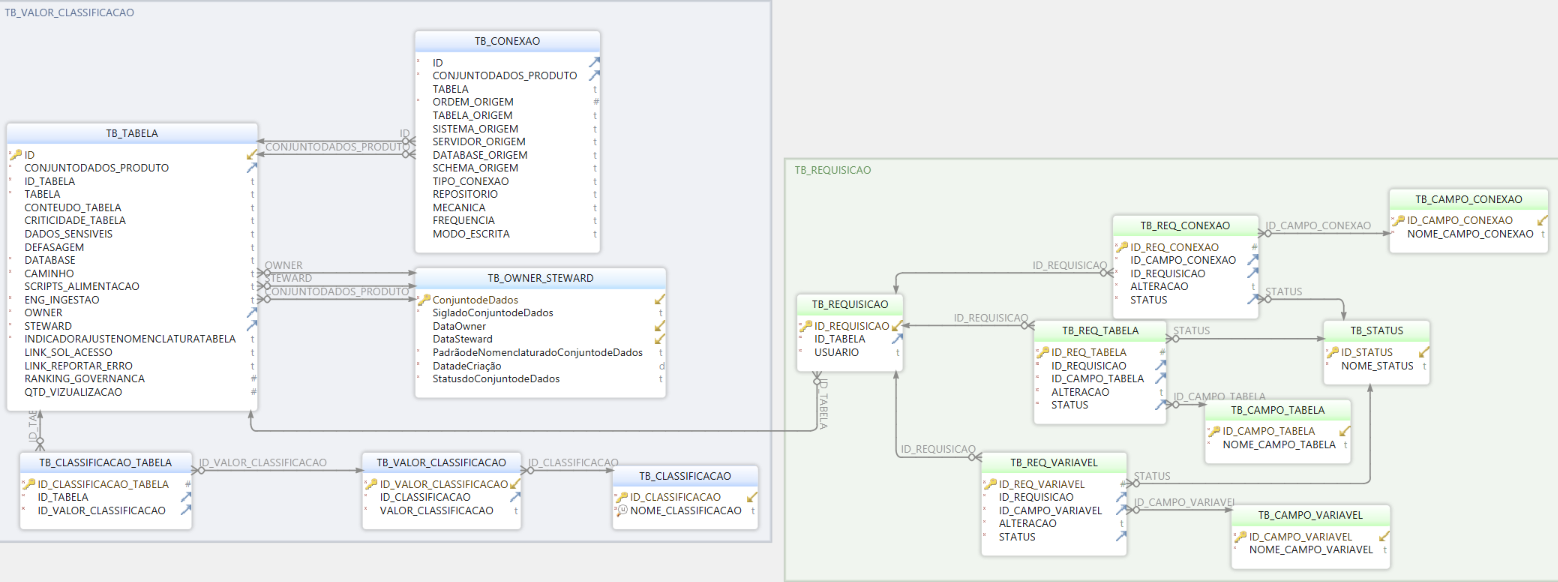 TB_VALOR_CLASSIFICACAO
TB_CONEXAO
ID
CONJUNTODADOS_PRODUTO
TABELA t
ORDEM_ORIGEM #
TABELA_ORIGEM t
SISTEMA_ORIGEM t
SERVIDOR_ORIGEM t
DATABASE_ORIGEM t
SCHEMA_ORIGEM t
TIPO_CONEXAO t
REPOSITORIO t
MECANICA t
FREQUENCIA t
MODO_ESCRITA t
ID
CONJUNTODADOS_PRODUTO
TB_TABELA
ID
CONJUNTODADOS_PRODUTO
ID_TABELA t
TABELA t
CONTEUDO_TABELA t
CRITICIDADE_TABELA t
DADOS_SENSIVEIS t
DEFASAGEM t
DATABASE t
CAMINHO t
SCRIPTS_ALIMENTACAO t
ENG_INGESTAO t
OWNER
STEWARD
INDICADORAJUSTENOMENCLATURATABELA t
LINK_SOL_ACESSO t
LINK_REPORTAR_ERRO t
RANKING_GOVERNANCA #
QTD_VIZUALIZACAO #
OWNER
STEWARD
CONJUNTODADOS_PRODUTO
TB_OWNER_STEWARD
ConjuntodeDados
SigladoConjuntodeDados t
DataOwner
DataSteward
PadrãodeNomenclaturadoConjuntodeDados t
DatadeCriação d
StatusdoConjuntodeDados t
TB_CLASSIFICACAO_TABELA
ID_CLASSIFICACAO_TABELA #
ID_TABELA
ID_VALOR_CLASSIFICACAO
ID_VALOR_CLASSIFICACAO
TB_VALOR_CLASSIFICACAO
ID_VALOR_CLASSIFICACAO
ID_CLASSIFICACAO
VALOR_CLASSIFICACAO t
ID_CLASSIFICACAO
TB_CLASSIFICACAO
ID_CLASSIFICACAO
NOME_CLASSIFICACAO t
TB_REQUISICAO
TB_REQUISICAO
ID_REQUISICAO
ID_TABELA
USUARIO t
ID_TABELA
ID_REQUISICAO
ID_REQUISICAO
ID_REQUISICAO
TB_REQ_CONEXAO
ID_REQ_CONEXAO #
ID_CAMPO_CONEXAO
ID_REQUISICAO
ALTERACAO t
STATUS
ID_CAMPO_CONEXAO
STATUS
TB_CAMPO_CONEXAO
ID_CAMPO_CONEXAO
NOME_CAMPO_CONEXAO t
TB_REQ_TABELA
ID_REQ_TABELA #
ID_REQUISICAO
ID_CAMPO_TABELA
ALTERACAO t
STATUS
STATUS
ID_CAMPO_TABELA
TB_STATUS
ID_STATUS
NOME_STATUS t
TB_CAMPO_TABELA
ID_CAMPO_TABELA
NOME_CAMPO_TABELA t
TB_REQ_VARIAVEL
ID_REQ_VARIAVEL #
ID_REQUISICAO
ID_CAMPO_VARIAVEL
ALTERACAO t
STATUS
STATUS
ID_CAMPO_VARIAVEL
TB_CAMPO_VARIAVEL
ID_CAMPO_VARIAVEL
NOME_CAMPO_VARIAVEL t